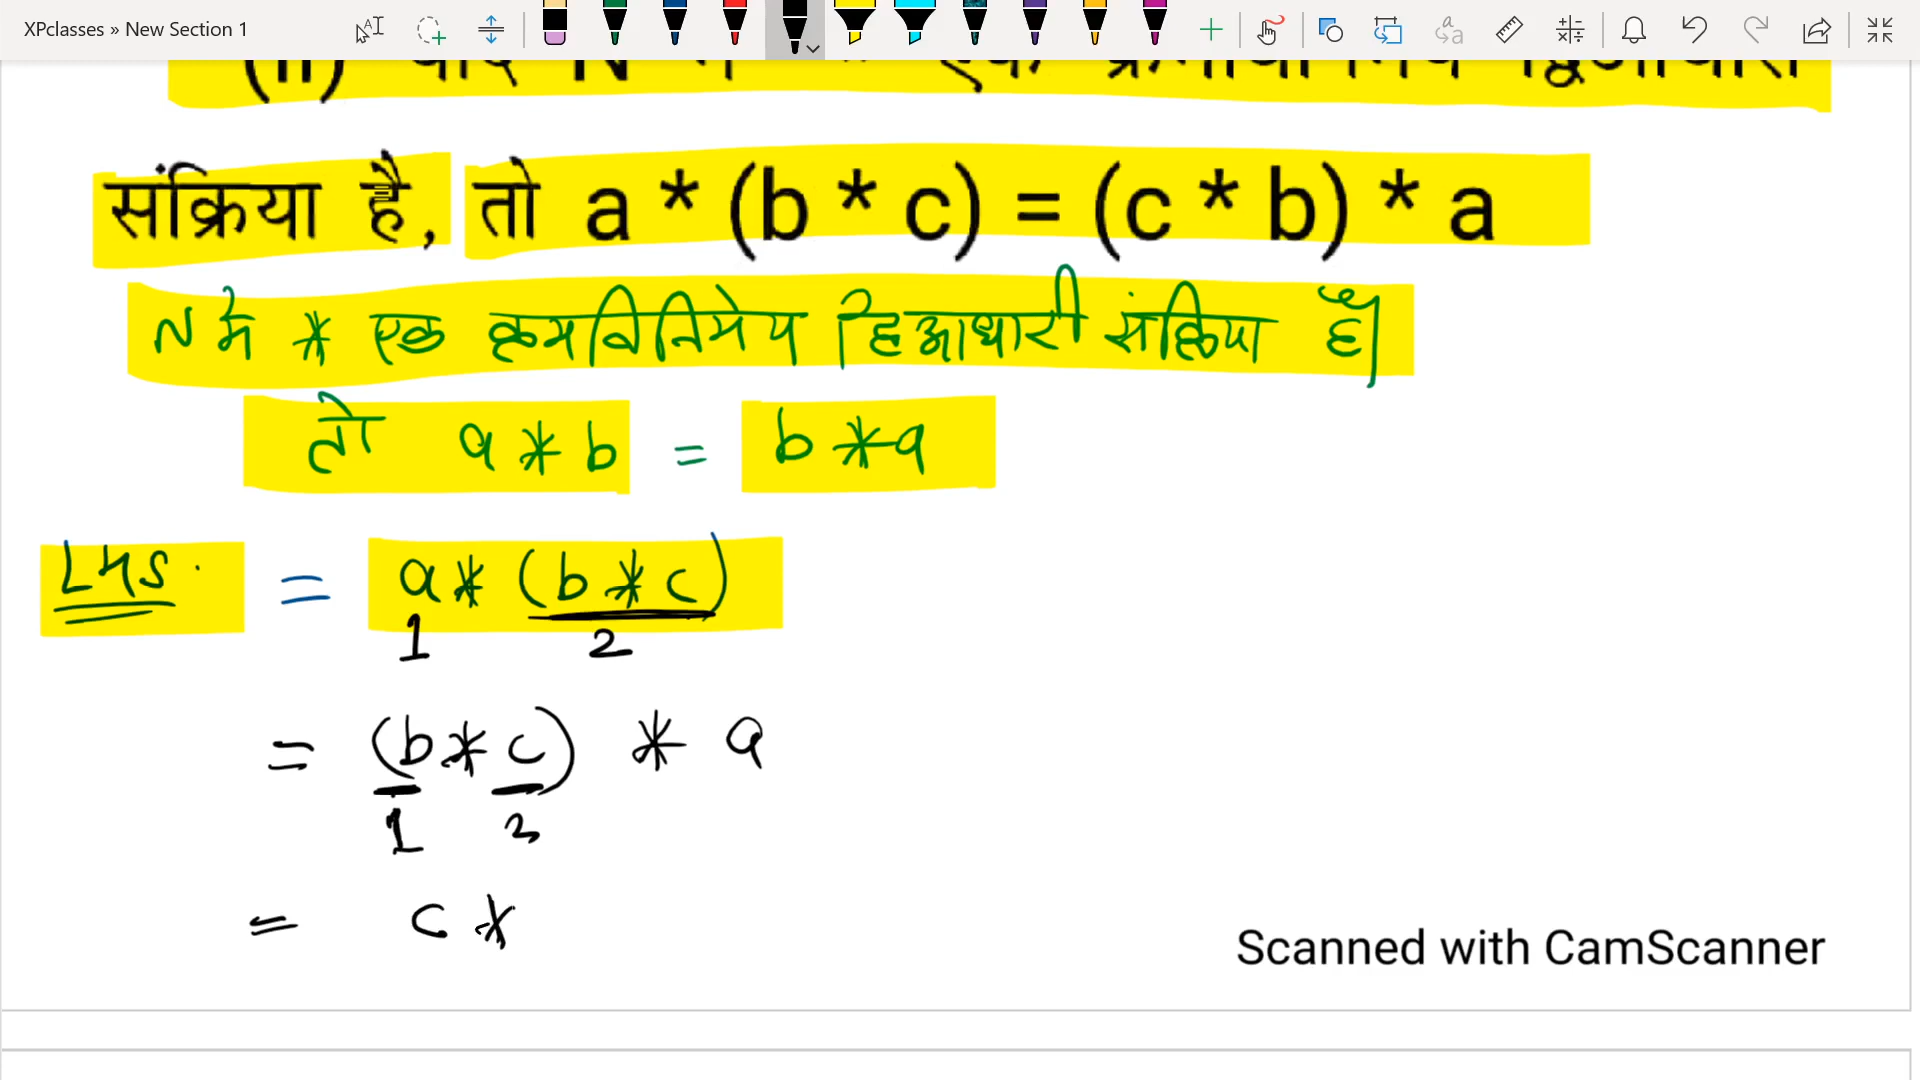 XPclasses » New Section 1
संक्रिया है, तो a * (b * c) = (c * b) * a
N में * एक क्रमविनिमेय द्विआधारी संक्रिया है
तो a * b = b * a
LHS = a * (b * c)
1 2
= (b * c) * a
1 2
= c *
Scanned with CamScanner